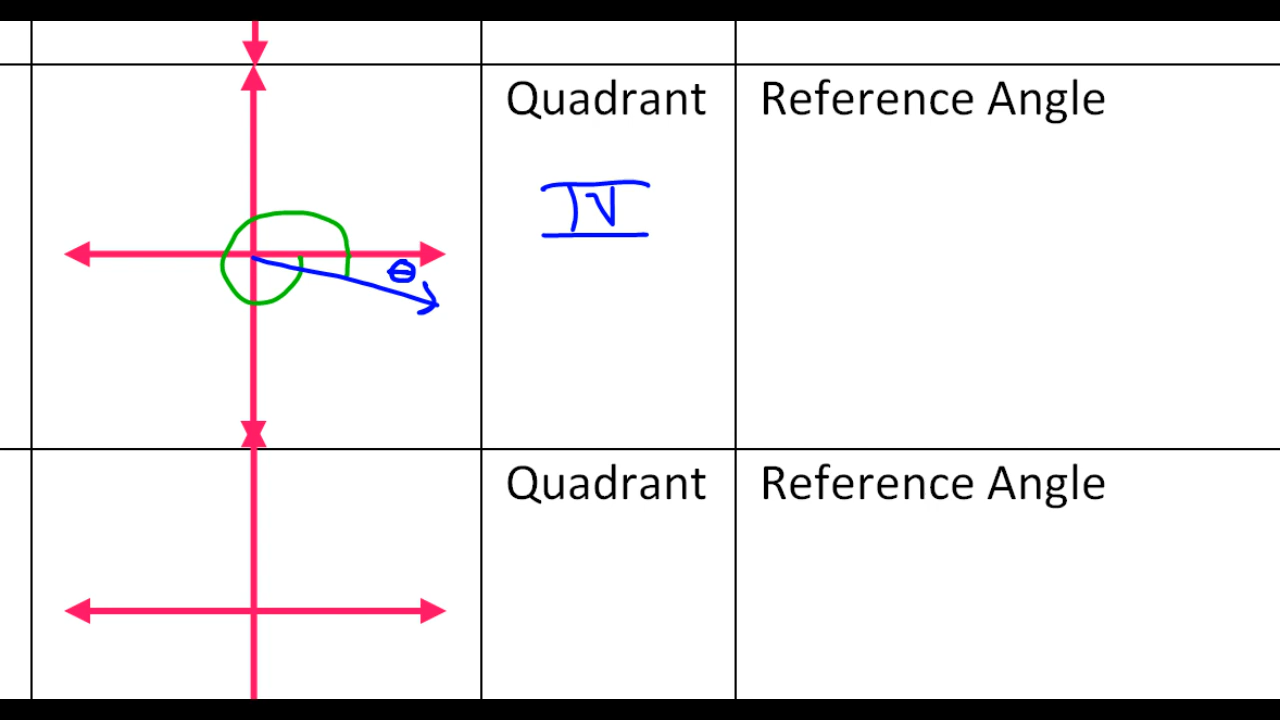 Quadrant
Reference Angle
IV
θ
Quadrant
Reference Angle